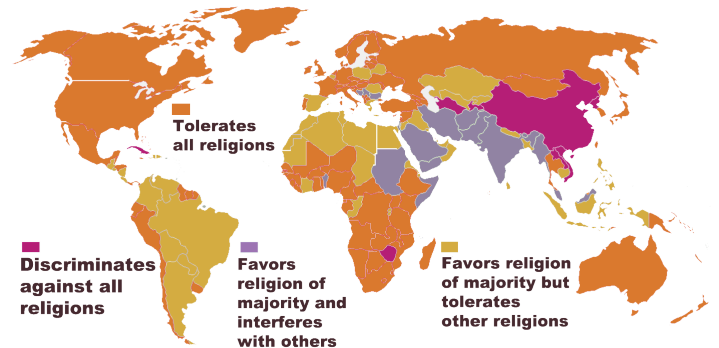 Tolerates
all religions
Discriminates
against all
religions
Favors
religion of
majority and
interferes
with others
Favors religion
of majority but
tolerates
other religions